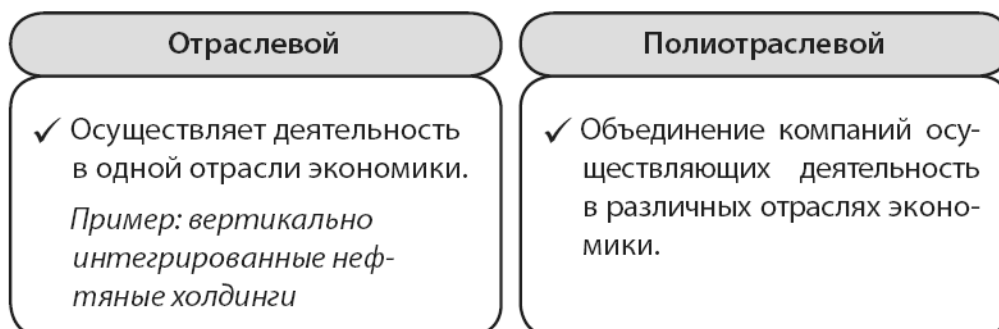 Отраслевой
✓ Осуществляет деятельность
в одной отрасли экономики.
Пример: вертикально
интегрированные неф-
тяные холдинги
Полиотраслевой
✓ Объединение компаний осу-
ществляющих деятельность
в различных отраслях эконо-
мики.